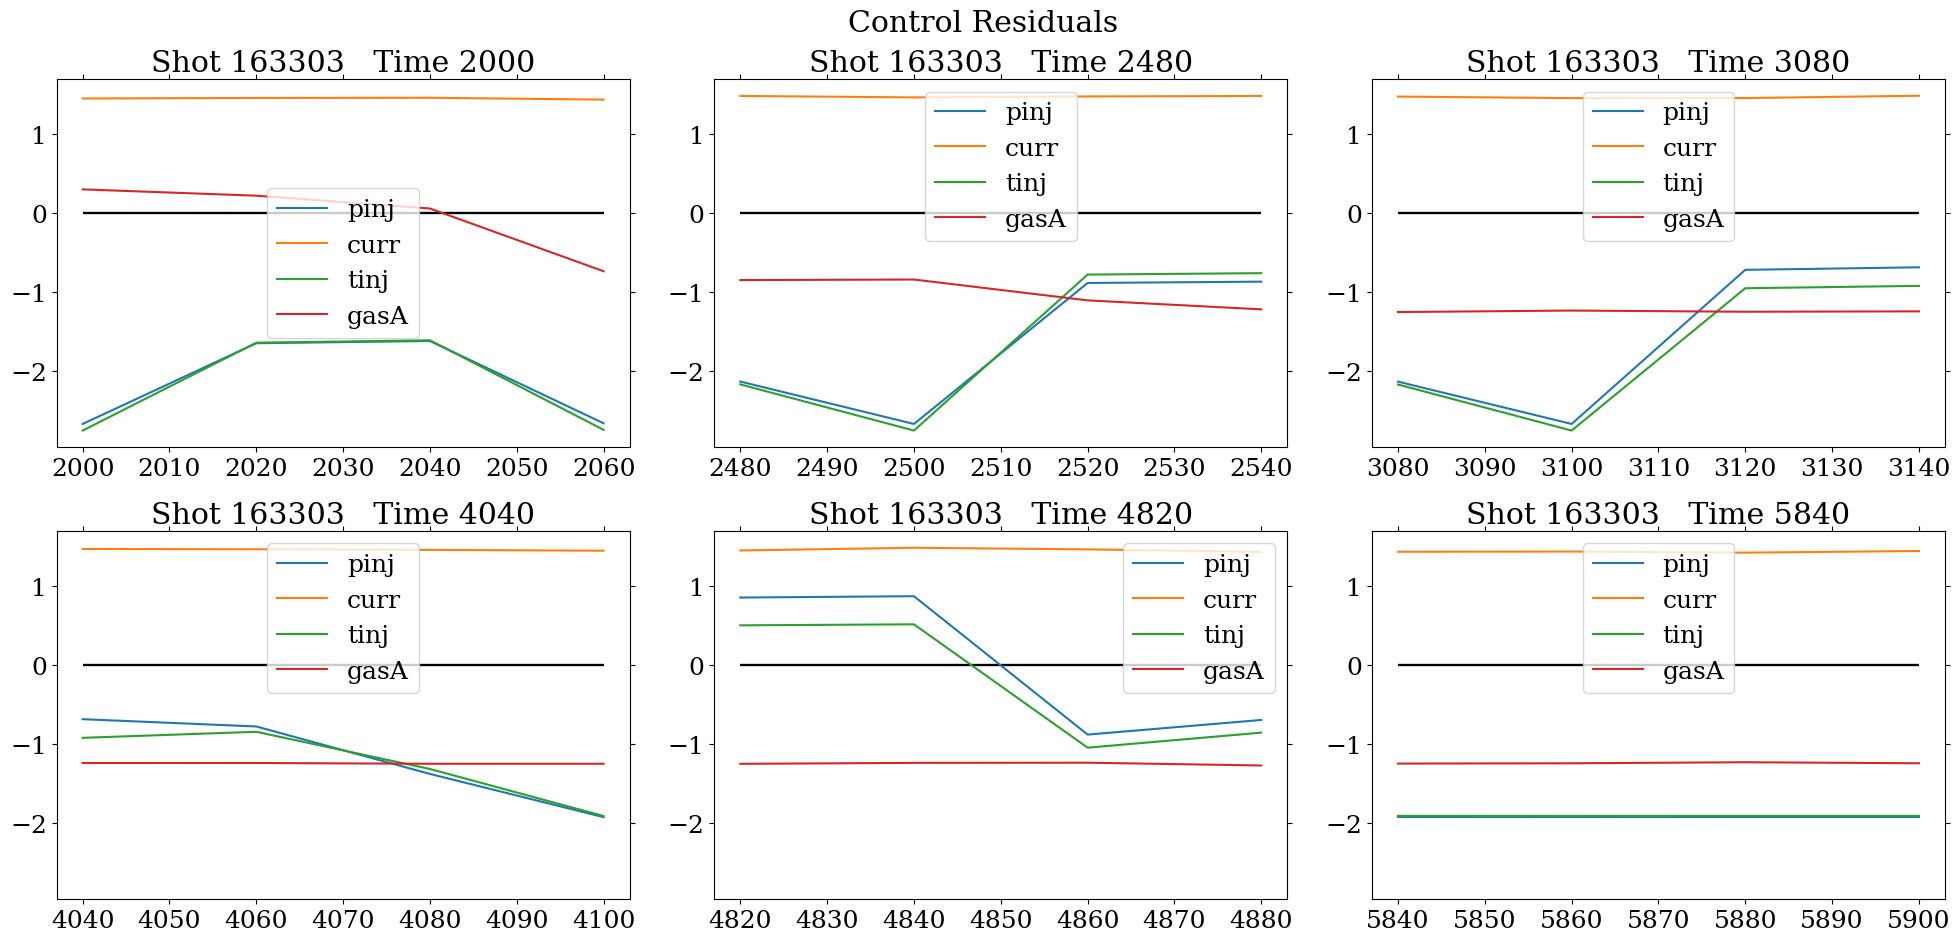 Control Residuals
Shot 163303   Time 2000
Shot 163303   Time 2480
Shot 163303   Time 3080
1
0
−1
−2
pinj
curr
tinj
gasA
2000 2010 2020 2030 2040 2050 2060
1
0
−1
−2
pinj
curr
tinj
gasA
2480 2490 2500 2510 2520 2530 2540
1
0
−1
−2
pinj
curr
tinj
gasA
3080 3090 3100 3110 3120 3130 3140
Shot 163303   Time 4040
Shot 163303   Time 4820
Shot 163303   Time 5840
1
0
−1
−2
pinj
curr
tinj
gasA
4040 4050 4060 4070 4080 4090 4100
1
0
−1
−2
pinj
curr
tinj
gasA
4820 4830 4840 4850 4860 4870 4880
1
0
−1
−2
pinj
curr
tinj
gasA
5840 5850 5860 5870 5880 5890 5900